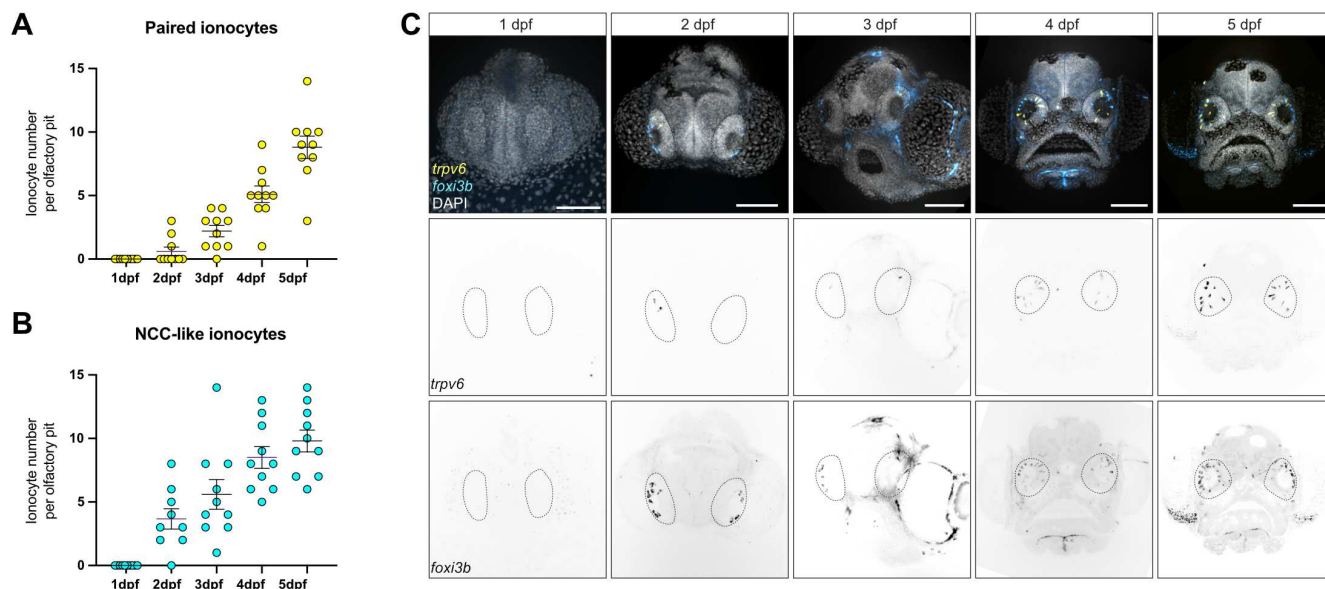 A
Paired ionocytes
Ionocyte number
per olfactory pit
15
10
5
0
1dpf 2dpf 3dpf 4dpf 5dpf
B
NCC-like ionocytes
Ionocyte number
per olfactory pit
15
10
5
0
1dpf 2dpf 3dpf 4dpf 5dpf
C
1 dpf 2 dpf 3 dpf 4 dpf 5 dpf
trpv6
foxi3b
DAPI
trpv6
foxi3b